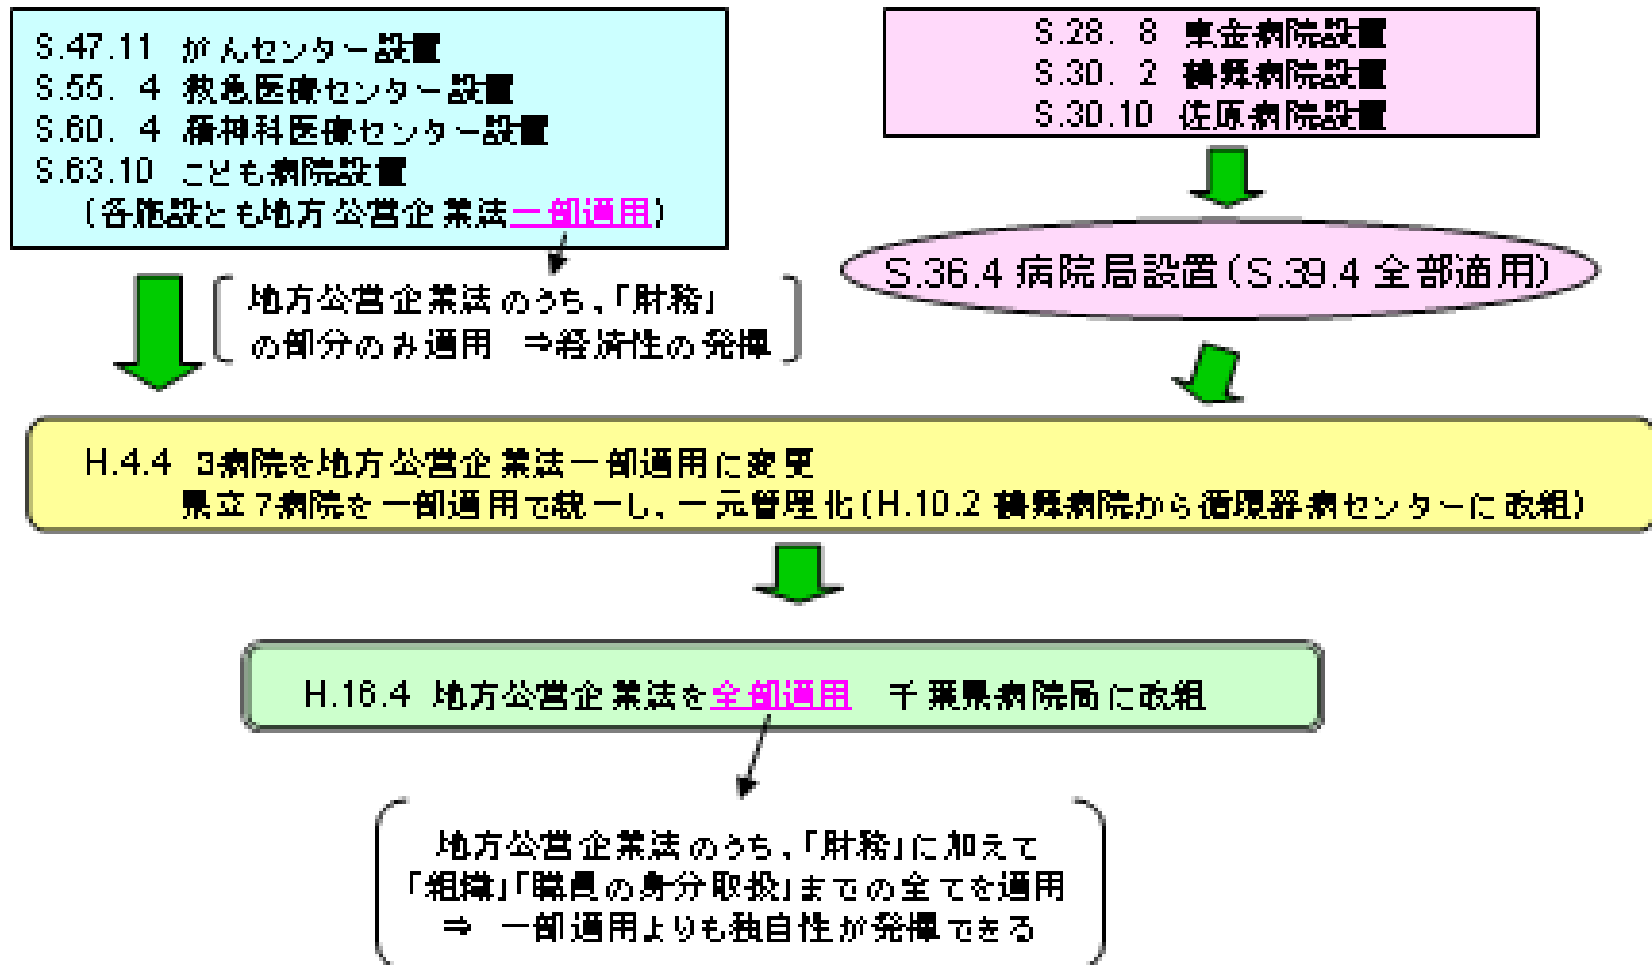 S.47.11 がんセンター設置
S.55. 4 救急医療センター設置
S.60. 4 精神科医療センター設置
S.63.10 こども病院設置
(各施設とも地方公営企業法一部適用)
S.28. 8 東金病院設置
S.30. 2 鶴舞病院設置
S.30.10 佐原病院設置
地方公営企業法のうち、「財務」
の部分のみ適用 ⇒経済性の発揮
S.36.4 病院局設置(S.39.4 全部適用)
H.4.4 3病院を地方公営企業法一部適用に変更
県立7病院を一部適用で統一し、一元管理化(H.10.2 鶴舞病院から循環器病センターに改組)
H.16.4 地方公営企業法を全部適用 千葉県病院局に改組
地方公営企業法のうち、「財務」に加えて
「組織」「職員の身分取扱」までの全てを適用
⇒ 一部適用よりも独自性が発揮できる